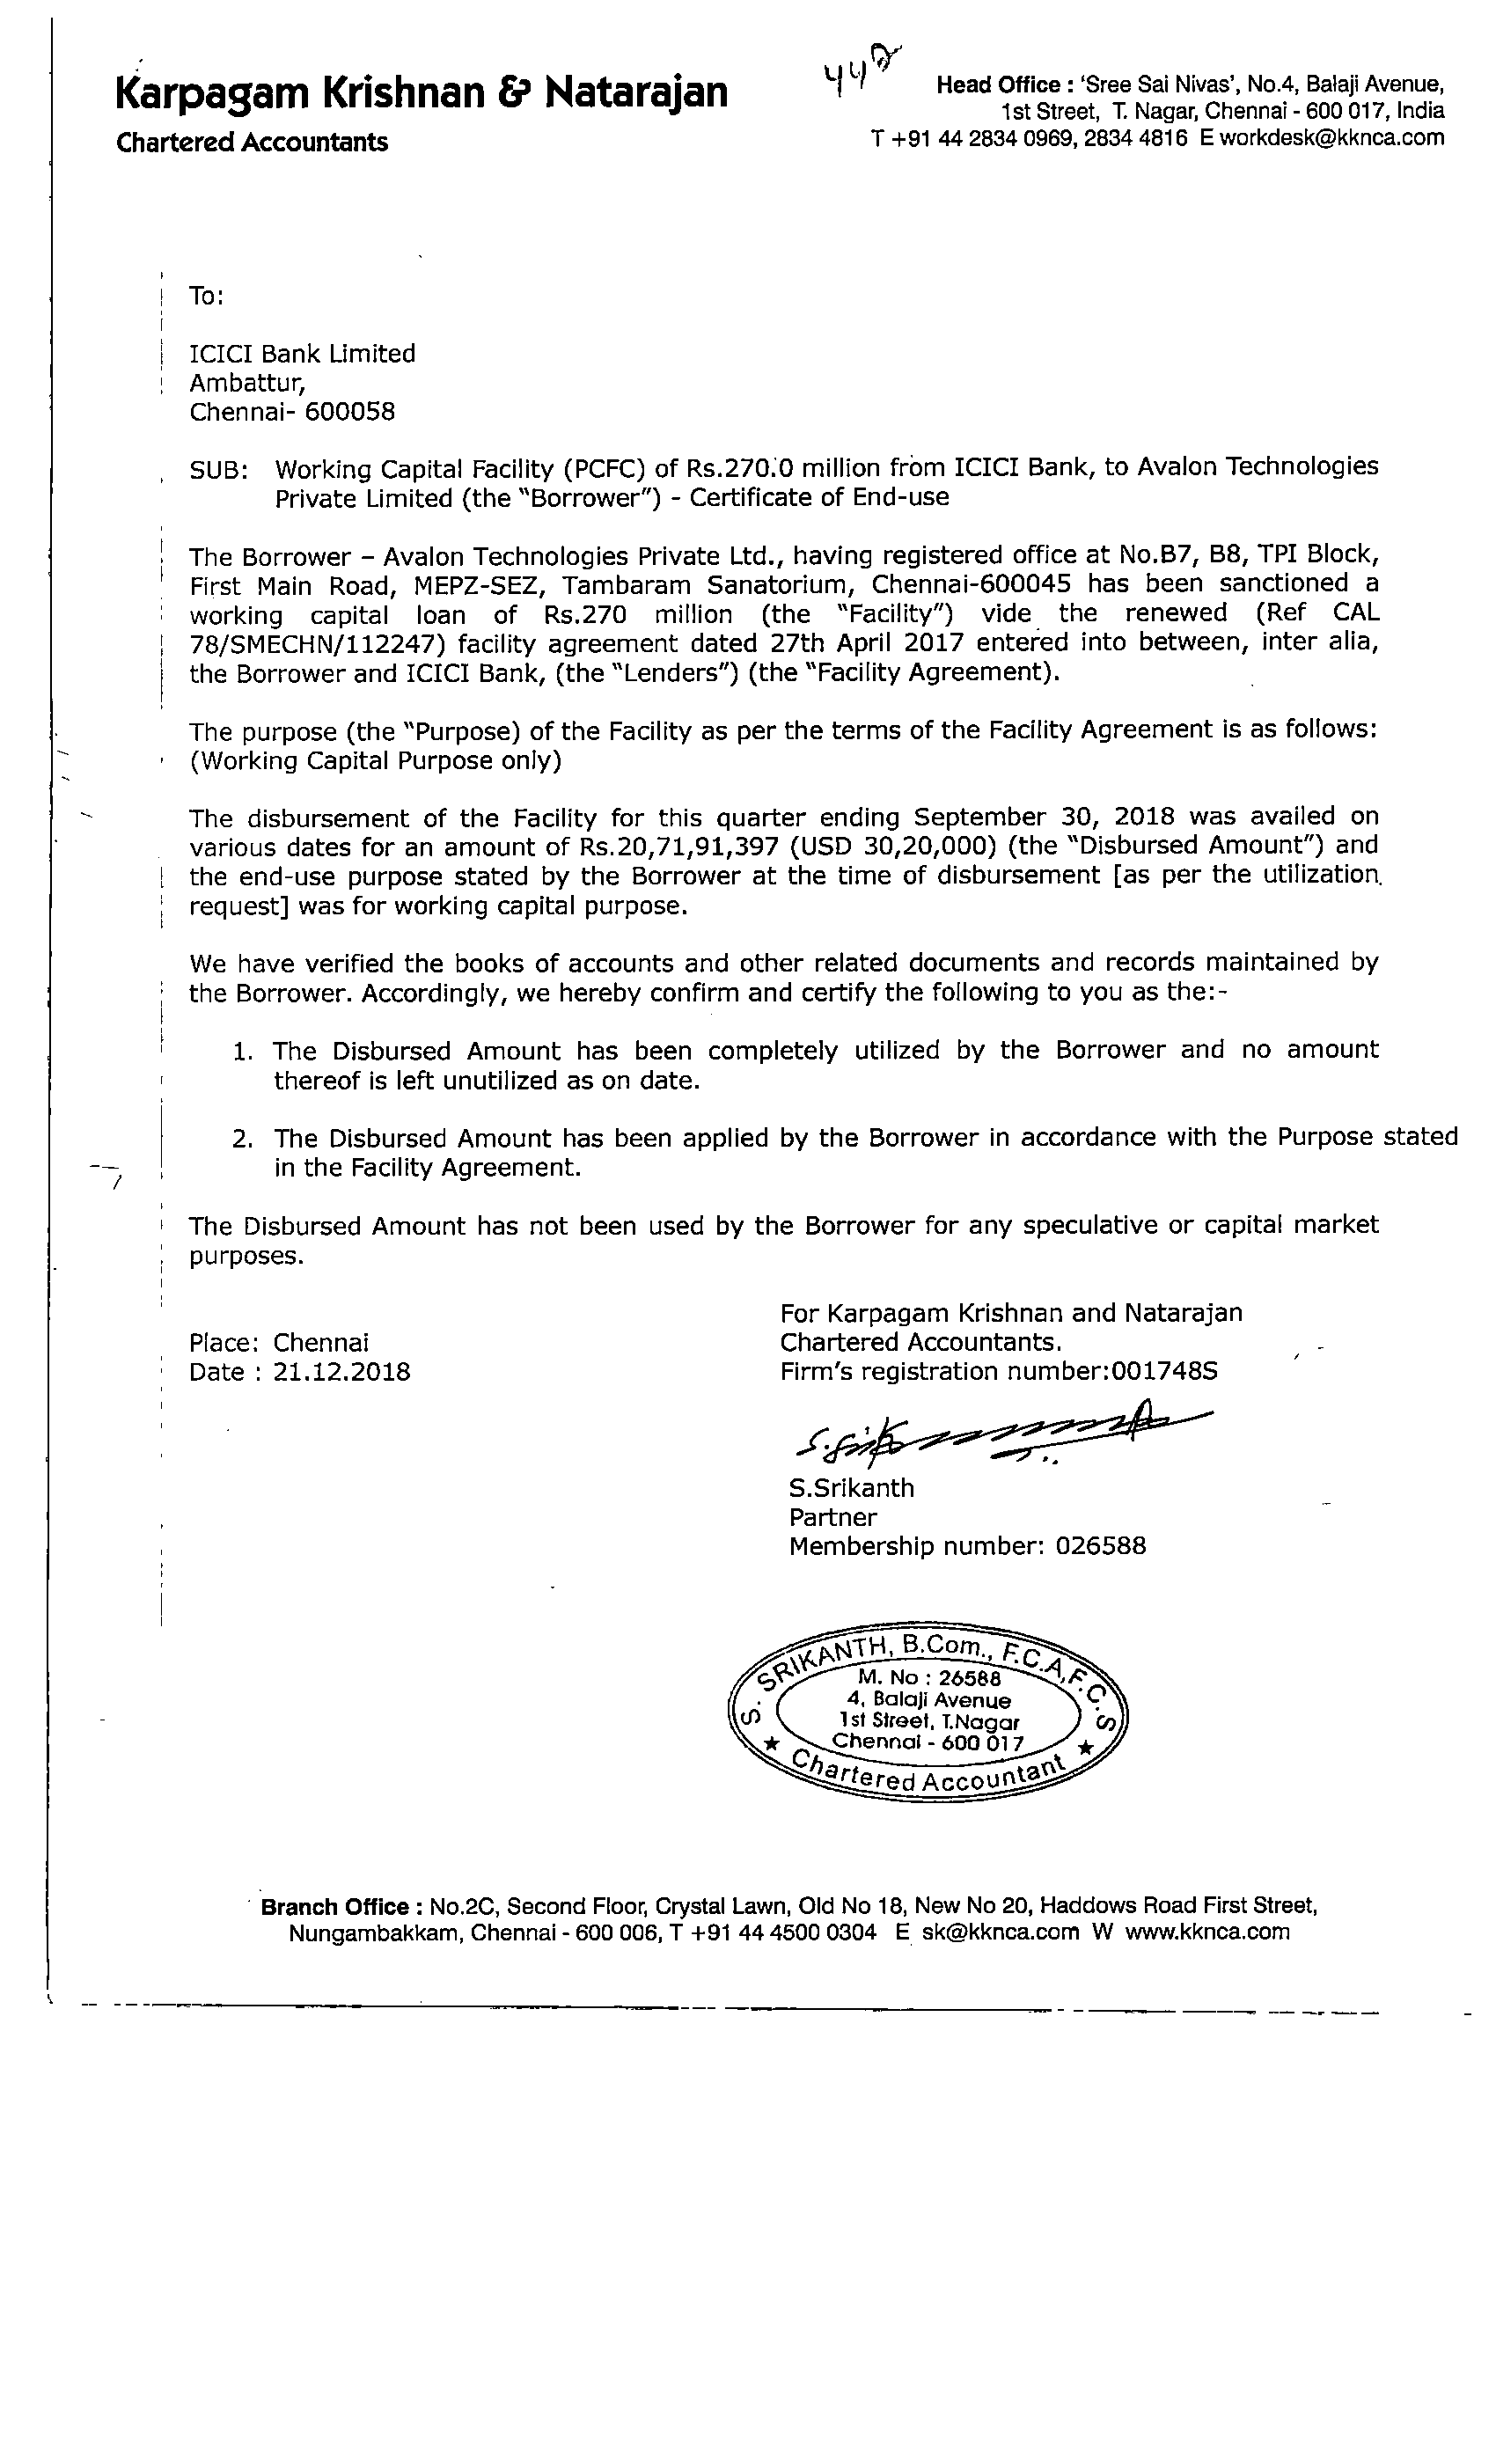 Karpagam Krishnan & Natarajan
Chartered Accountants
Head Office : 'Sree Sai Nivas', No.4, Balaji Avenue,
1st Street, T. Nagar, Chennai - 600 017, India
T +91 44 2834 0969, 2834 4816 E workdesk@kknca.com
To:
ICICI Bank Limited
Ambattur,
Chennai- 600058
SUB: Working Capital Facility (PCFC) of Rs.270.0 million from ICICI Bank, to Avalon Technologies
Private Limited (the "Borrower") - Certificate of End-use
The Borrower – Avalon Technologies Private Ltd., having registered office at No.B7, B8, TPI Block,
First Main Road, MEPZ-SEZ, Tambaram Sanatorium, Chennai-600045 has been sanctioned a
working capital loan of Rs.270 million (the "Facility") vide the renewed (Ref CAL
78/SMECHN/112247) facility agreement dated 27th April 2017 entered into between, inter alia,
the Borrower and ICICI Bank, (the "Lenders") (the "Facility Agreement).
The purpose (the "Purpose) of the Facility as per the terms of the Facility Agreement is as follows:
(Working Capital Purpose only)
The disbursement of the Facility for this quarter ending September 30, 2018 was availed on
various dates for an amount of Rs.20,71,91,397 (USD 30,20,000) (the "Disbursed Amount") and
the end-use purpose stated by the Borrower at the time of disbursement [as per the utilization
request] was for working capital purpose.
We have verified the books of accounts and other related documents and records maintained by
the Borrower. Accordingly, we hereby confirm and certify the following to you as the:-
1. The Disbursed Amount has been completely utilized by the Borrower and no amount
thereof is left unutilized as on date.
2. The Disbursed Amount has been applied by the Borrower in accordance with the Purpose stated
in the Facility Agreement.
The Disbursed Amount has not been used by the Borrower for any speculative or capital market
purposes.
For Karpagam Krishnan and Natarajan
Place: Chennai
Chartered Accountants.
Date : 21.12.2018
Firm's registration number:001748S
S.Srikanth
Partner
Membership number: 026588
S. SRIKANTH, B.Com., F.C.A,F.C.S
M. No : 26588
4, Balaji Avenue
1st Street, T.Nagar
Chennai - 600 017
★ Chartered Accountant ★
Branch Office : No.2C, Second Floor, Crystal Lawn, Old No 18, New No 20, Haddows Road First Street,
Nungambakkam, Chennai - 600 006, T +91 44 4500 0304 E sk@kknca.com W www.kknca.com